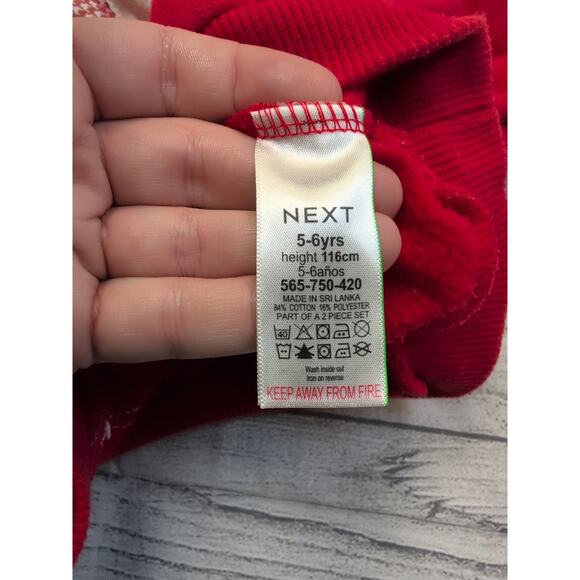 NEXT
5-6yrs
height 116cm
5-6años
565-750-420
MADE IN SRI LANKA
84% COTTON 16% POLYESTER
PART OF A 2 PIECE SET
40
Wash inside out
Iron on reverse
KEEP AWAY FROM FIRE